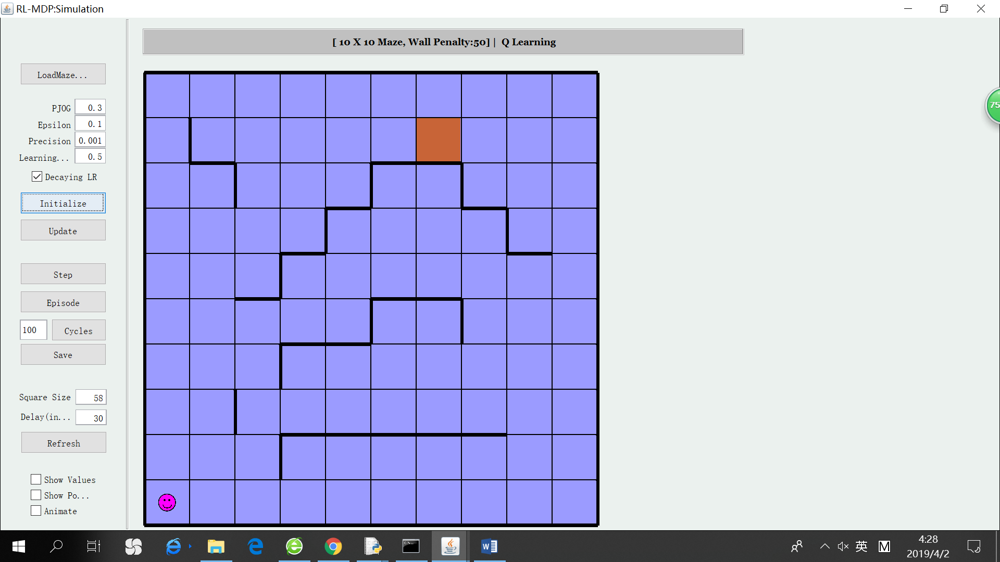 RL-MDP:Simulation
[ 10 X 10 Maze, Wall Penalty:50] | Q Learning
LoadMaze...
PJOG 0.3
Epsilon 0.1
Precision 0.001
Learning... 0.5
Decaying LR
Initialize
Update
Step
Episode
100 Cycles
Save
Square Size 58
Delay(in... 30
Refresh
Show Values
Show Po...
Animate
75
英 M
4:28
2019/4/2